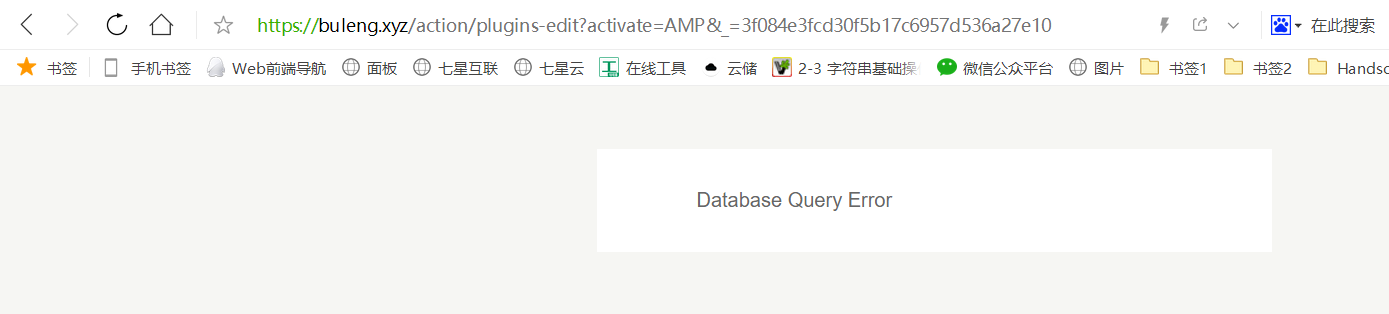 https://buleng.xyz/action/plugins-edit?activate=AMP&_=3f084e3fcd30f5b17c6957d536a27e10 在此搜索
书签 手机书签 Web前端导航 面板 七星互联 七星云 在线工具 云储 2-3 字符串基础操 微信公众平台 图片 书签1 书签2 Handsc
Database Query Error